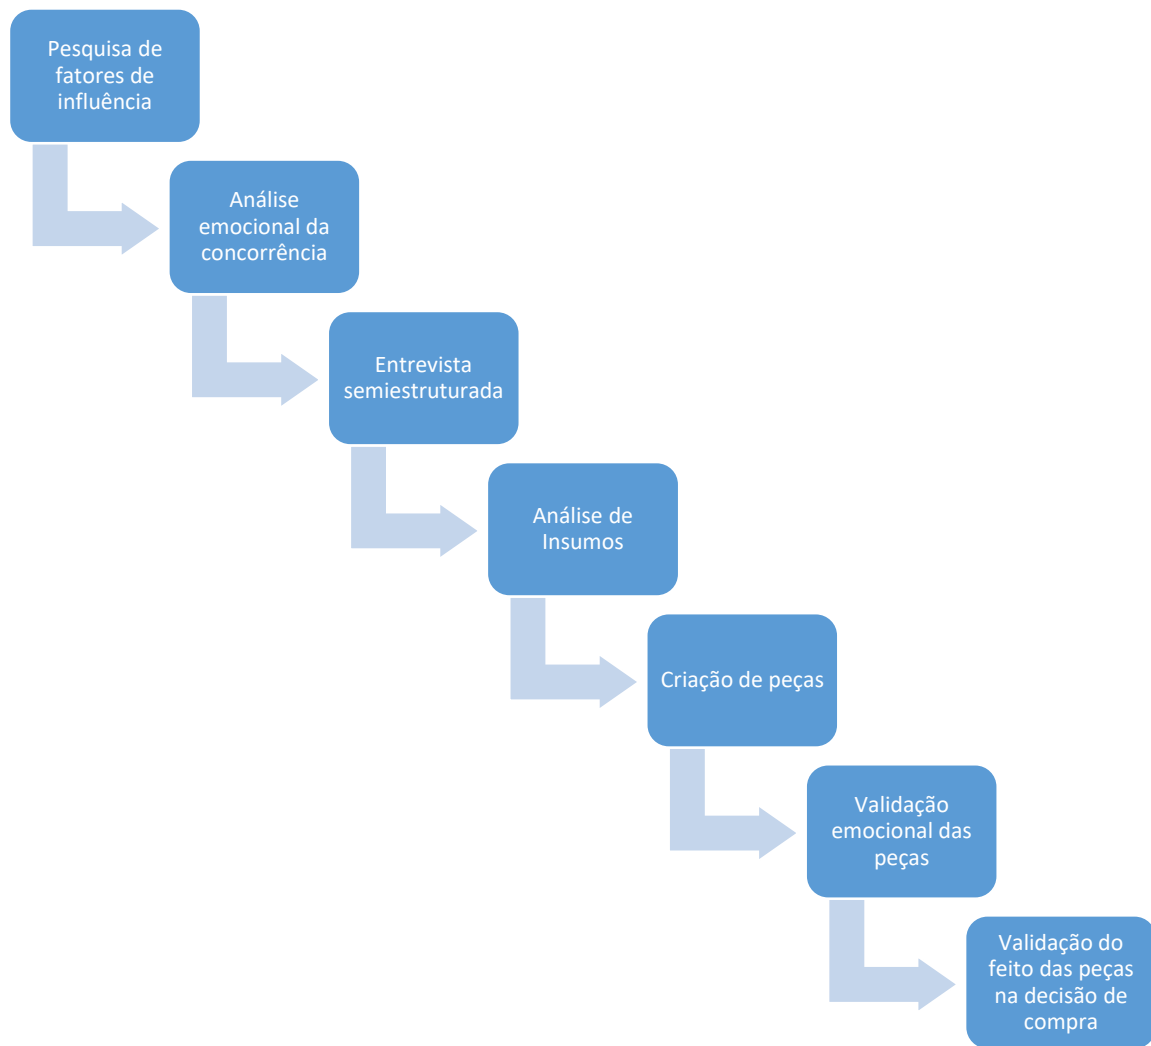 Pesquisa de
fatores de
influência
Análise
emocional da
concorrência
Entrevista
semiestruturada
Análise de
Insumos
Criação de peças
Validação
emocional das
peças
Validação do
feito das peças
na decisão de
compra